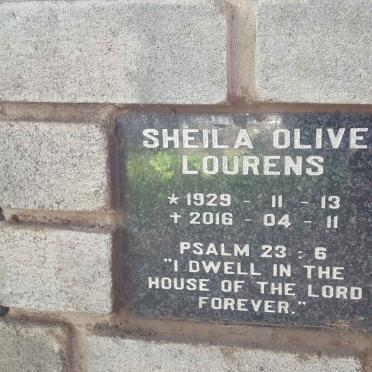 SHEILA OLIVE
LOURENS
★ 1929 - 11 - 13
✝ 2016 - 04 - 11
PSALM 23 : 6
"I DWELL IN THE
HOUSE OF THE LORD
FOREVER."